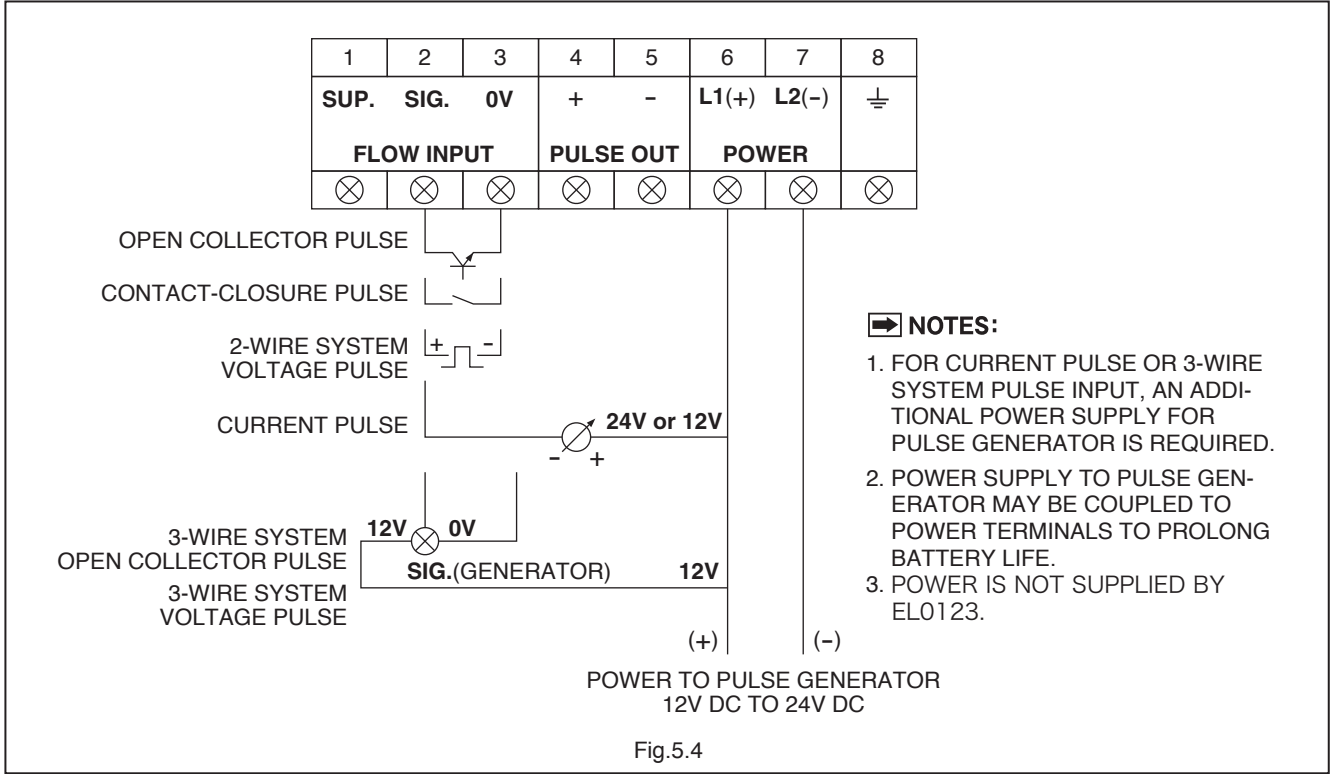 1 2 3 4 5 6 7 8
SUP. SIG. 0V + − L1(+) L2(−) ⏚
FLOW INPUT PULSE OUT POWER
OPEN COLLECTOR PULSE
CONTACT-CLOSURE PULSE
2-WIRE SYSTEM + −
VOLTAGE PULSE
CURRENT PULSE 24V or 12V
− +
3-WIRE SYSTEM 12V 0V
OPEN COLLECTOR PULSE SIG.(GENERATOR) 12V
3-WIRE SYSTEM
VOLTAGE PULSE
(+) (−)
POWER TO PULSE GENERATOR
12V DC TO 24V DC
➡ NOTES:
1. FOR CURRENT PULSE OR 3-WIRE
SYSTEM PULSE INPUT, AN ADDI-
TIONAL POWER SUPPLY FOR
PULSE GENERATOR IS REQUIRED.
2. POWER SUPPLY TO PULSE GEN-
ERATOR MAY BE COUPLED TO
POWER TERMINALS TO PROLONG
BATTERY LIFE.
3. POWER IS NOT SUPPLIED BY
EL0123.
Fig.5.4